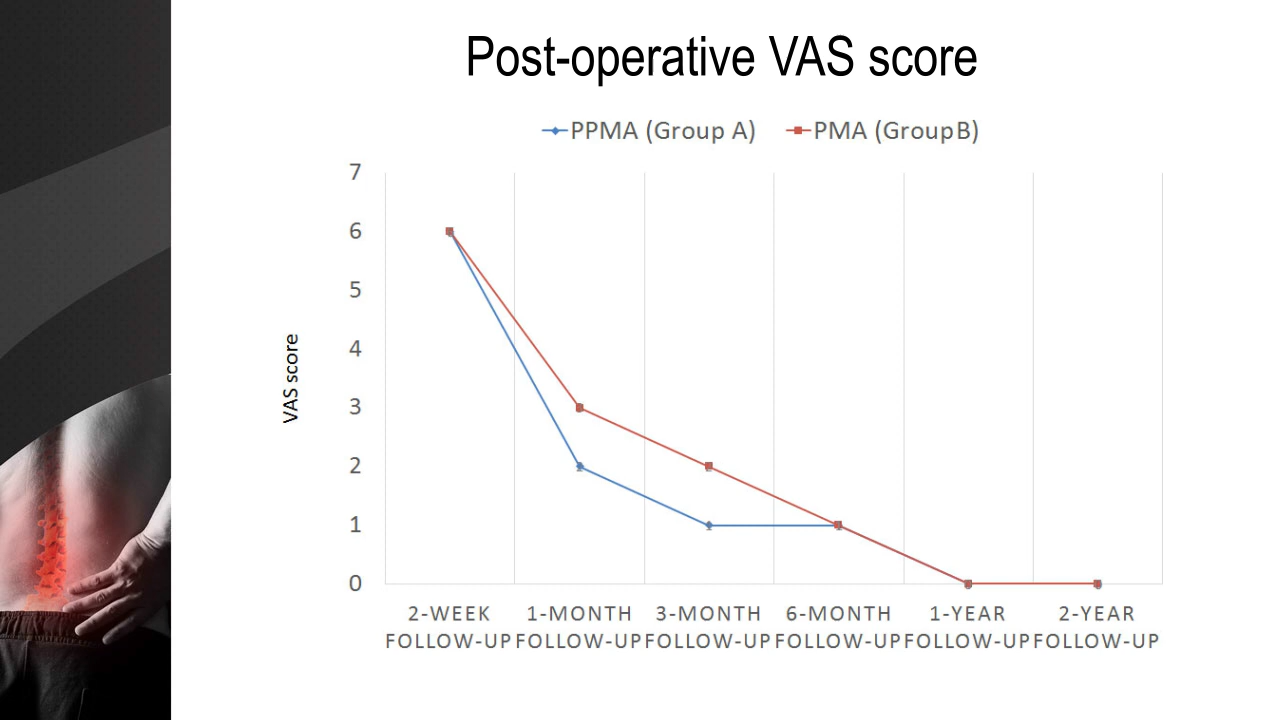 Post-operative VAS score
PPMA (Group A)
PMA (Group B)
7
6
5
4
3
2
1
0
VAS score
2-WEEK FOLLOW-UP
1-MONTH FOLLOW-UP
3-MONTH FOLLOW-UP
6-MONTH FOLLOW-UP
1-YEAR FOLLOW-UP
2-YEAR FOLLOW-UP